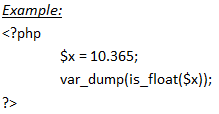 Example:
<?php
$x = 10.365;
var_dump(is_float($x));
?>